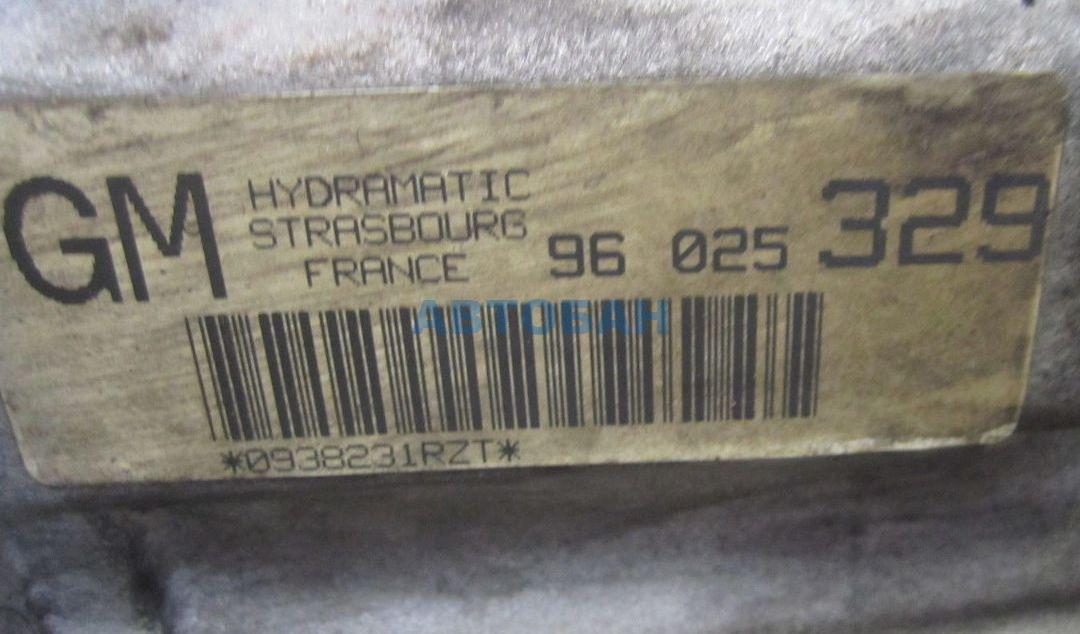 GM
HYDRAMATIC
STRASBOURG
FRANCE
96 025 329
АВТОБАН
*0938231RZT*